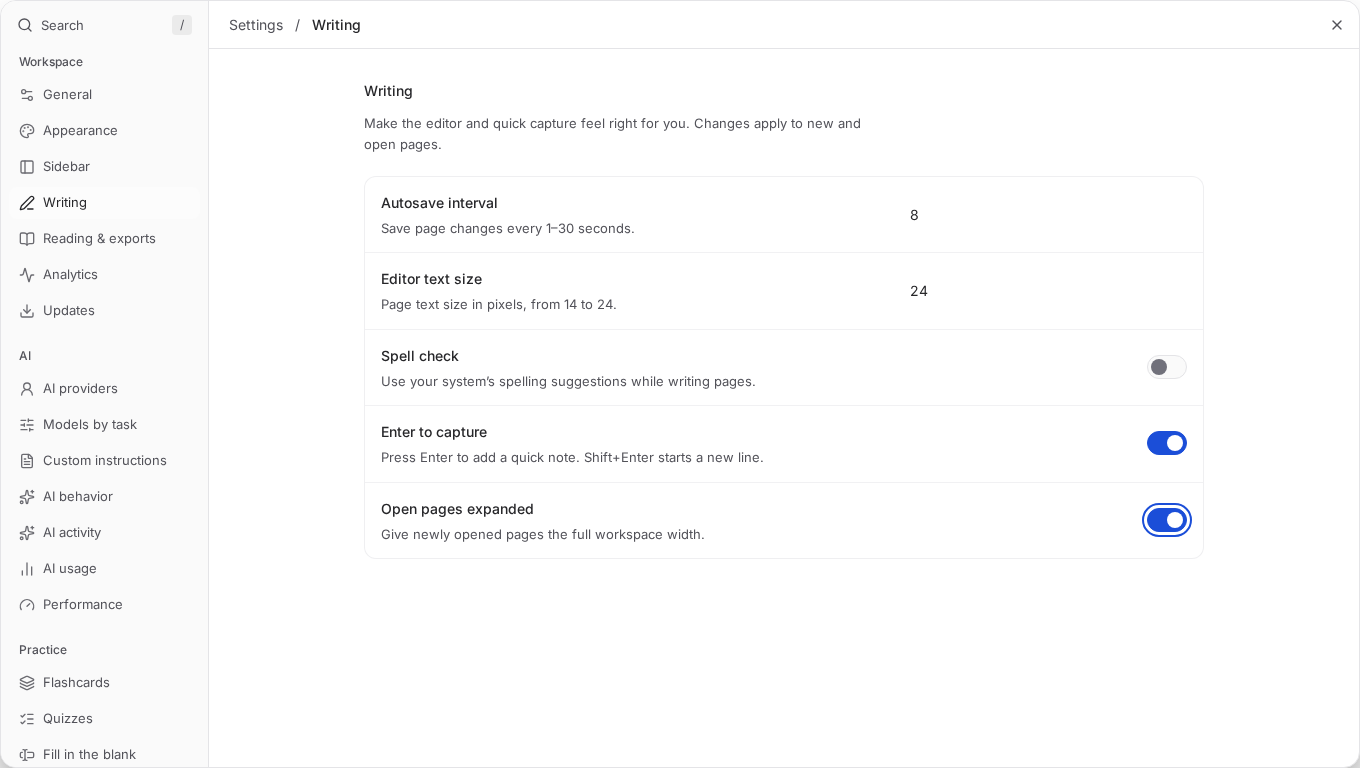 Search /
Workspace
General
Appearance
Sidebar
Writing
Reading & exports
Analytics
Updates
AI
AI providers
Models by task
Custom instructions
AI behavior
AI activity
AI usage
Performance
Practice
Flashcards
Quizzes
Fill in the blank
Settings / Writing
Writing
Make the editor and quick capture feel right for you. Changes apply to new and
open pages.
Autosave interval
Save page changes every 1–30 seconds.
8
Editor text size
Page text size in pixels, from 14 to 24.
24
Spell check
Use your system’s spelling suggestions while writing pages.
Enter to capture
Press Enter to add a quick note. Shift+Enter starts a new line.
Open pages expanded
Give newly opened pages the full workspace width.